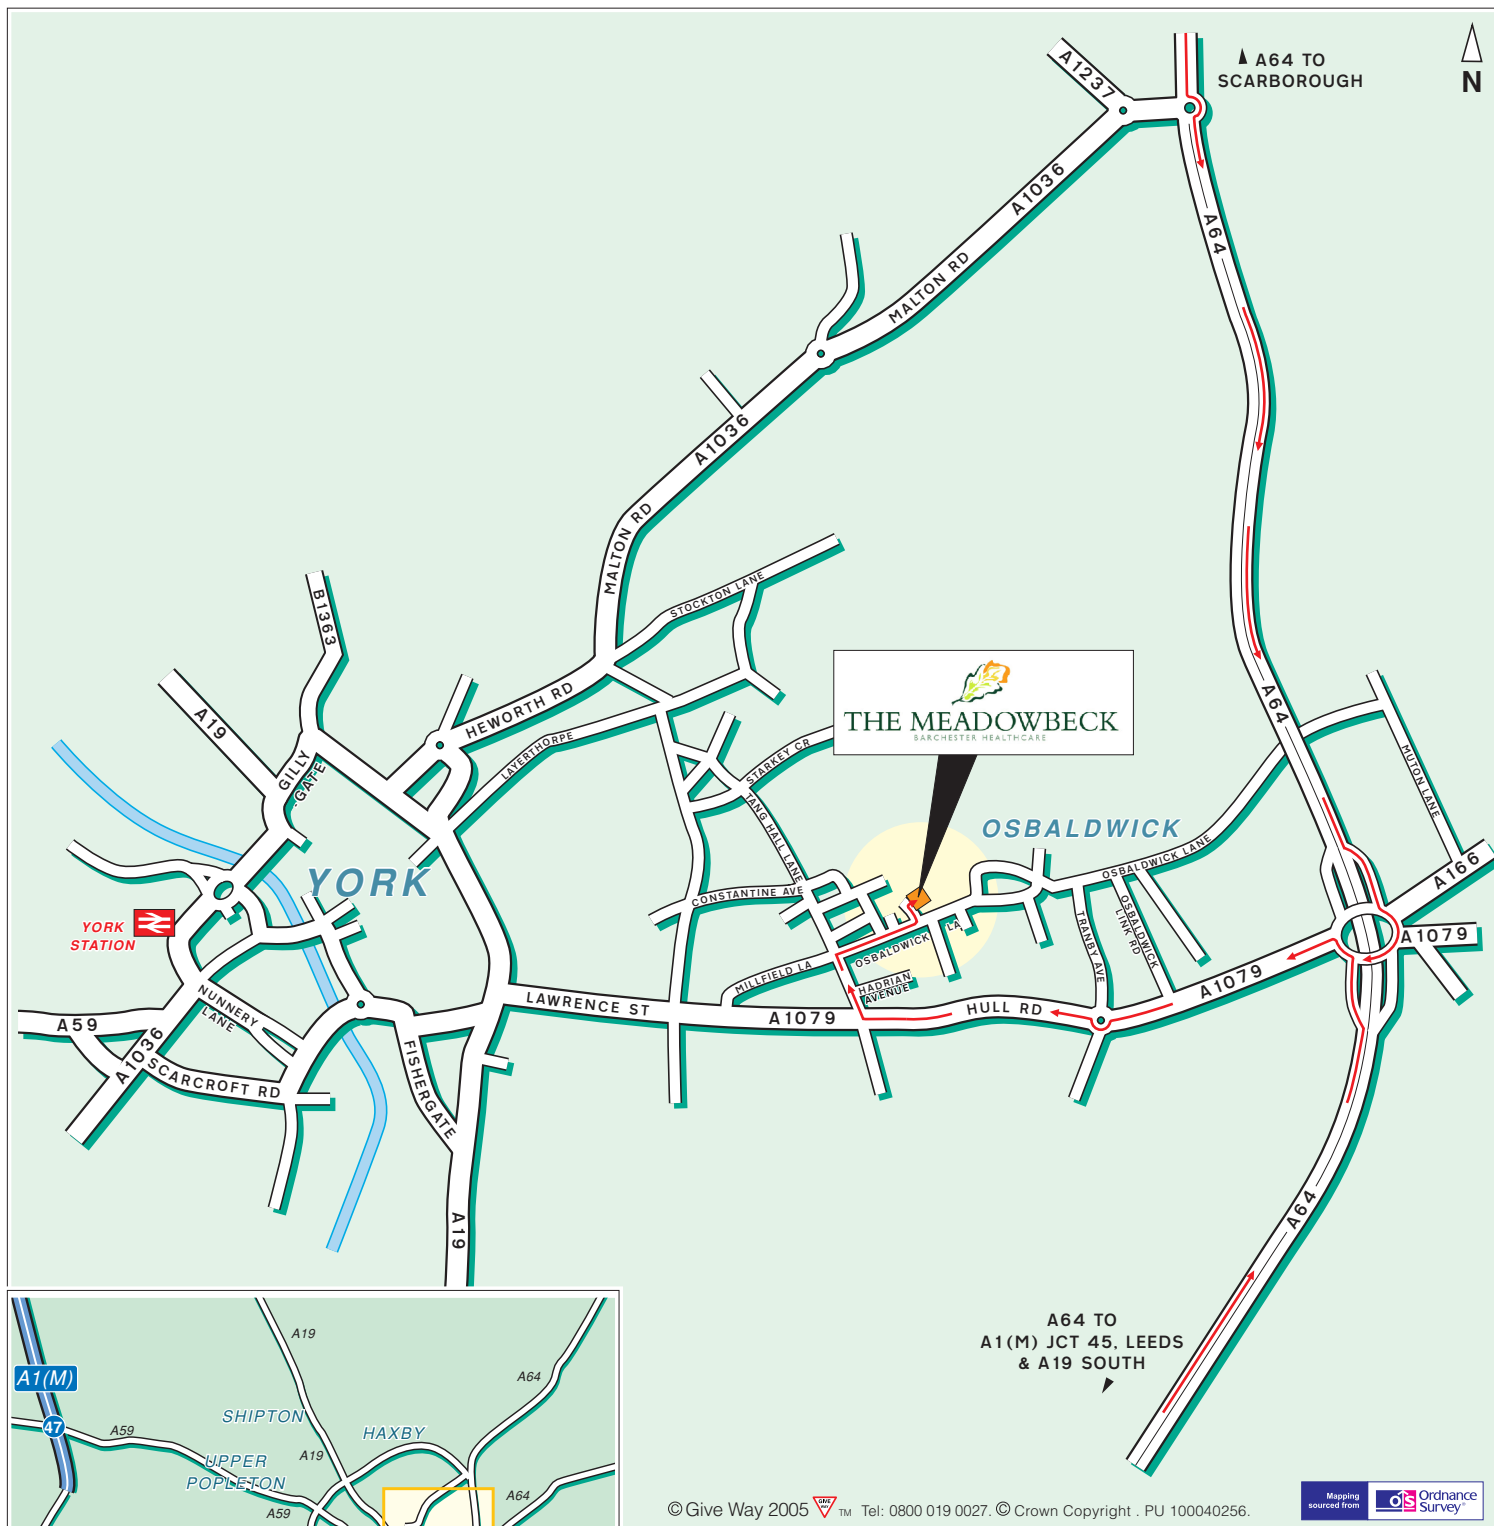 A64 TO
SCARBOROUGH
N
A1237
A1036
A64
MALTON RD
A1036
MALTON RD
STOCKTON LANE
B1363
A19
HEWORTH RD
GILLY
GATE
LAYERTHORPE
STARKEY CR
THE MEADOWBECK
BARCHESTER HEALTHCARE
A64
MUTON LANE
TANG HALL LANE
OSBALDWICK
OSBALDWICK LANE
YORK
CONSTANTINE AVE
A166
A1079
YORK
STATION
OSBALDWICK LA
TRANBY AVE
OSBALDWICK
LINK RD
MILLFIELD LA
HADRIAN
AVENUE
A1079
NUNNERY
LANE
LAWRENCE ST
A1079
HULL RD
A59
A1036
SCARCROFT RD
FISHERGATE
A19
A64
A64 TO
A1(M) JCT 45, LEEDS
& A19 SOUTH
A19
A1(M)
A64
SHIPTON
HAXBY
47
A59
A19
UPPER
POPLETON
A59
A64
© Give Way 2005 GIVE WAY TM Tel: 0800 019 0027. © Crown Copyright . PU 100040256.
Mapping
sourced from
OS Ordnance
Survey®